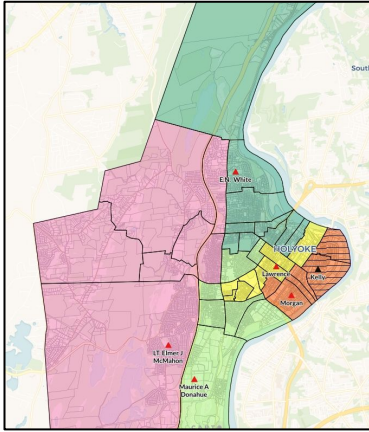 South
E.N. White
HOLYOKE
Lawrence
Kelly
Morgan
LT. Elmer J
McMahon
Maurice A
Donahue